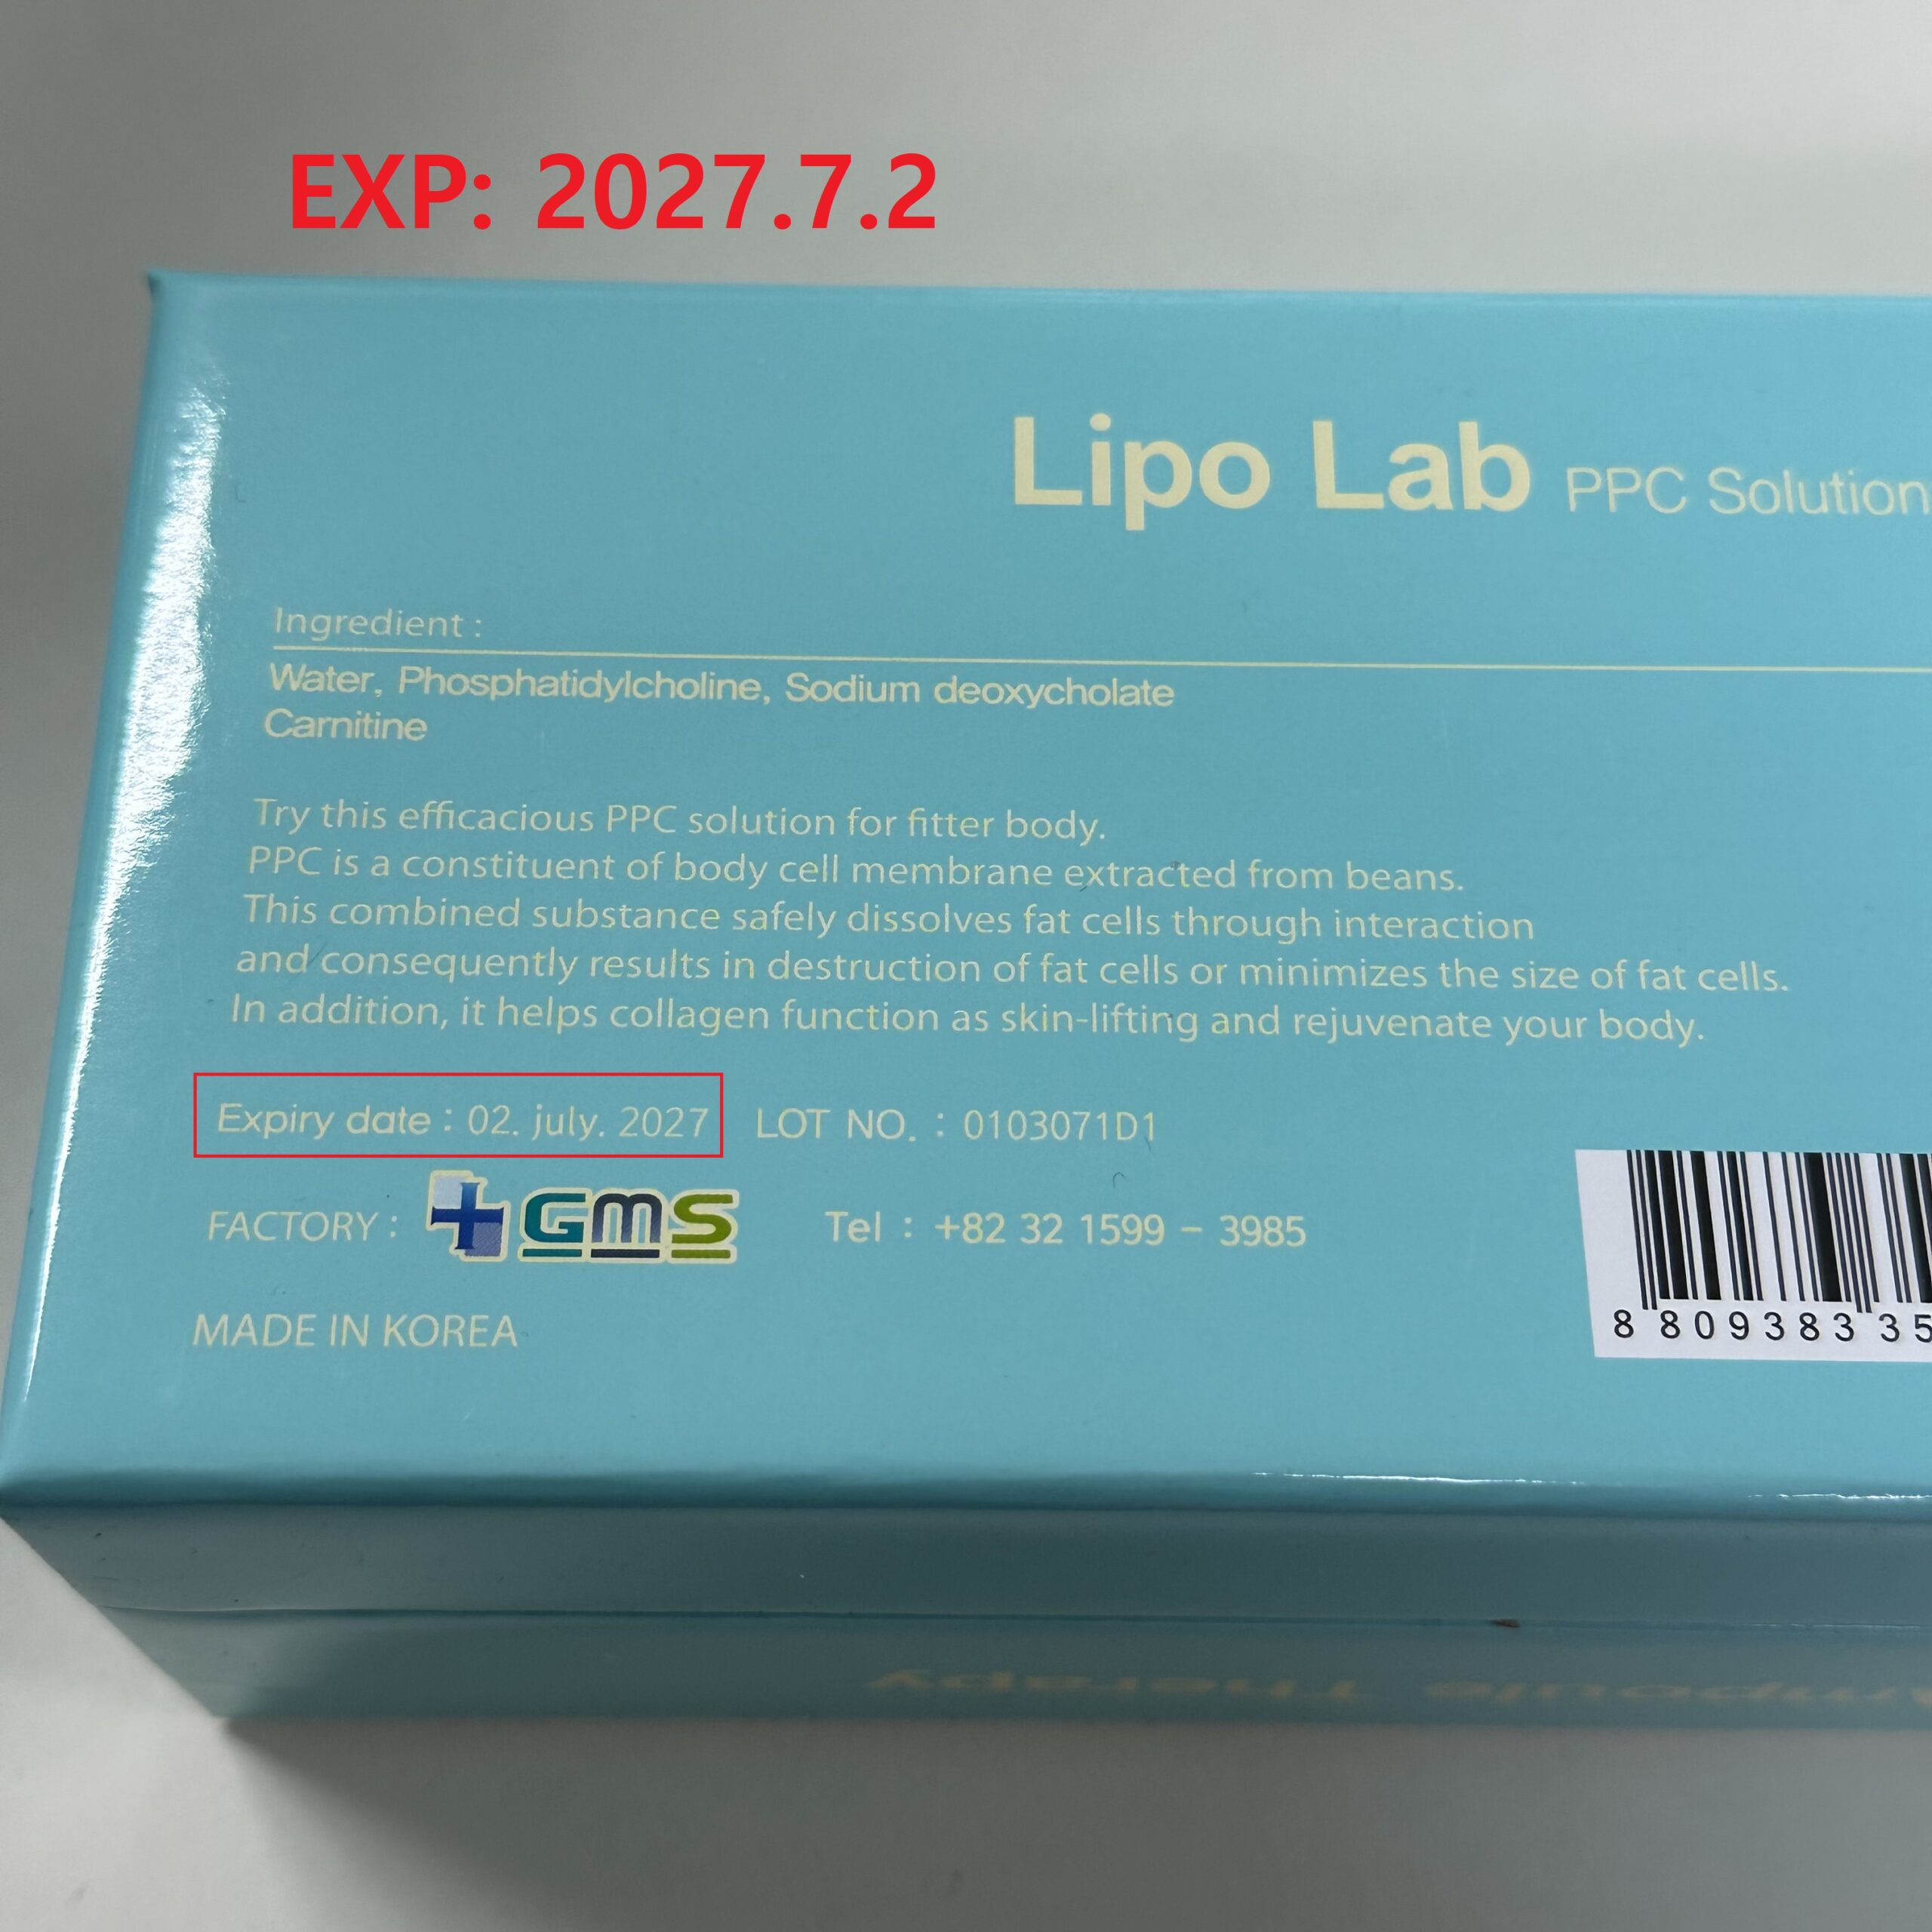 EXP: 2027.7.2
Lipo Lab PPC Solution
Ingredient :
Water, Phosphatidylcholine, Sodium deoxycholate
Carnitine
Try this efficacious PPC solution for fitter body.
PPC is a constituent of body cell membrane extracted from beans.
This combined substance safely dissolves fat cells through interaction
and consequently results in destruction of fat cells or minimizes the size of fat cells.
In addition, it helps collagen function as skin-lifting and rejuvenate your body.
Expiry date : 02. july. 2027 LOT NO. : 0103071D1
FACTORY : GMS Tel : +82 32 1599 - 3985
8 809383 35
MADE IN KOREA
Ampoule Therapy